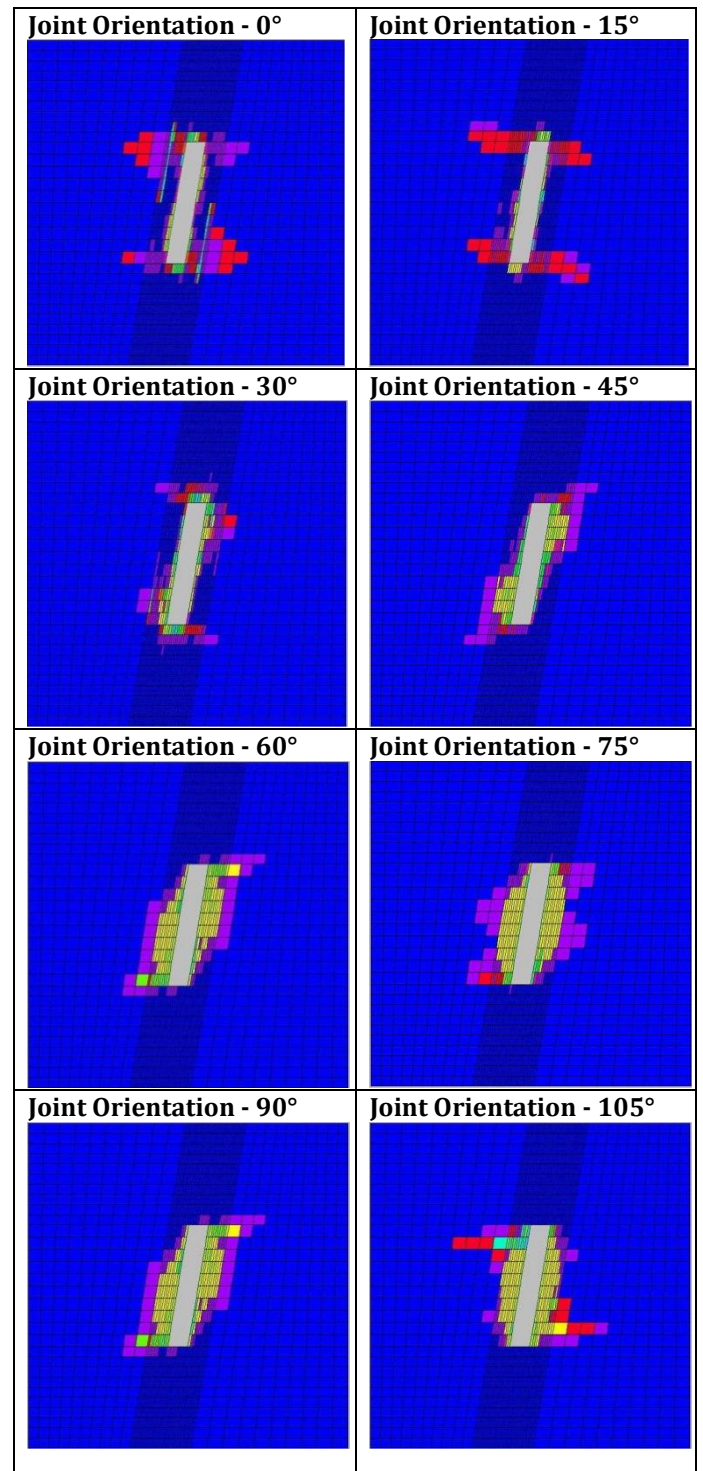 Joint Orientation - 0°
Joint Orientation - 15°
Joint Orientation - 30°
Joint Orientation - 45°
Joint Orientation - 60°
Joint Orientation - 75°
Joint Orientation - 90°
Joint Orientation - 105°